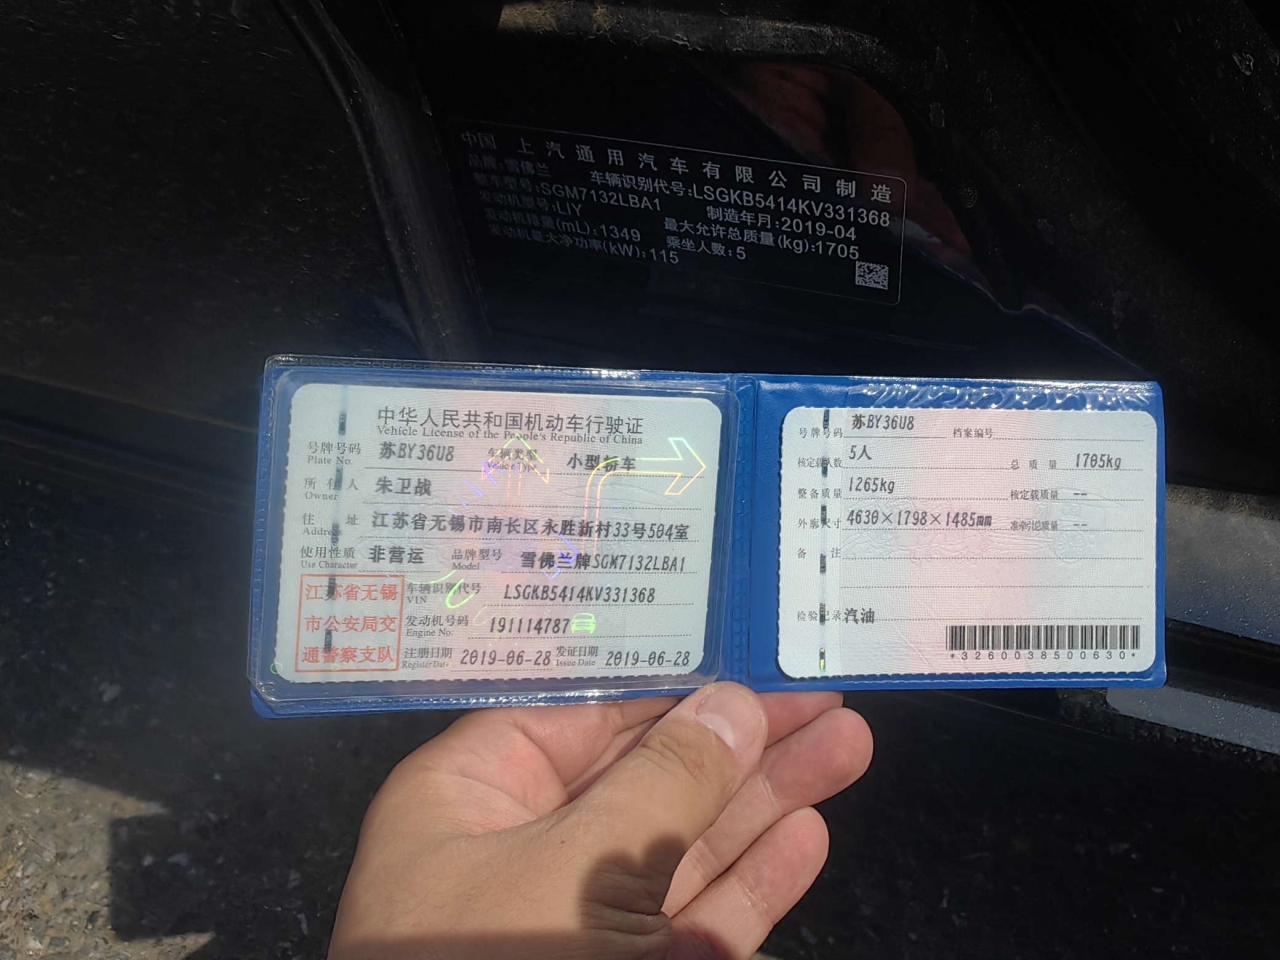 中国 上汽通用汽车有限公司制造
品牌:雪佛兰 车辆识别代号:LSGKB5414KV331368
整车型号:SGM7132LBA1 制造年月:2019-04
发动机型号:LIY 最大允许总质量(kg):1705
发动机排量(mL):1349 乘坐人数:5
发动机最大净功率(kW):115
中华人民共和国机动车行驶证
Vehicle License of the People's Republic of China
号牌号码 苏BY36U8 车辆类型 小型轿车
Plate No. Vehicle Type
所有人 朱卫战
Owner
住址 江苏省无锡市南长区永胜新村33号504室
Address
使用性质 非营运 品牌型号 雪佛兰牌SGM7132LBA1
Use Character Model
江苏省无锡
市公安局交
通警察支队
车辆识别代号 LSGKB5414KV331368
VIN
发动机号码 191114787
Engine No.
注册日期 2019-06-28 发证日期 2019-06-28
Register Date Issue Date
号牌号码 苏BY36U8 档案编号
核定载人数 5人 总质量 1705kg
整备质量 1265kg 核定载质量 --
外廓尺寸 4630×1798×1485mm 准牵引总质量 --
备注
检验记录 汽油
*3260038500630*